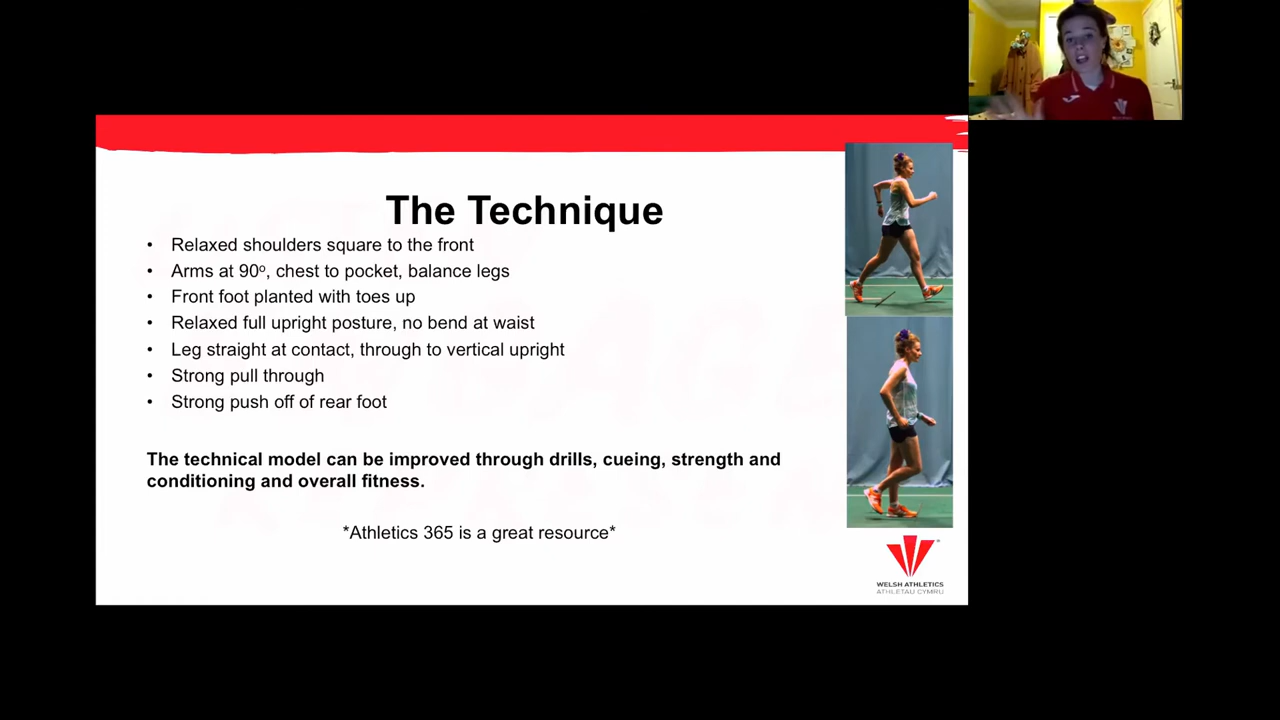 The Technique
• Relaxed shoulders square to the front
• Arms at 90º, chest to pocket, balance legs
• Front foot planted with toes up
• Relaxed full upright posture, no bend at waist
• Leg straight at contact, through to vertical upright
• Strong pull through
• Strong push off of rear foot
The technical model can be improved through drills, cueing, strength and
conditioning and overall fitness.
*Athletics 365 is a great resource*
WELSH ATHLETICS
ATHLETAU CYMRU